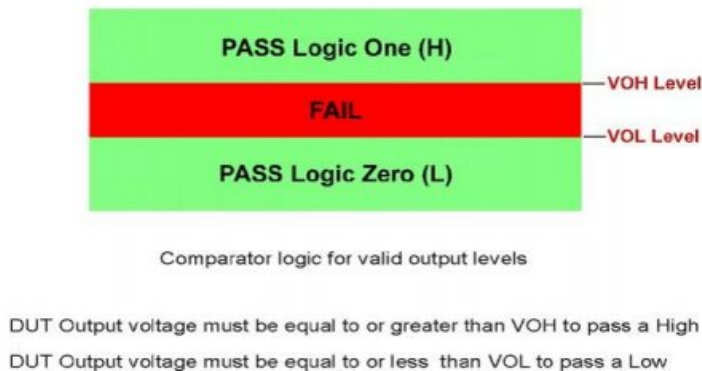 PASS Logic One (H)
VOH Level
FAIL
VOL Level
PASS Logic Zero (L)
Comparator logic for valid output levels
DUT Output voltage must be equal to or greater than VOH to pass a High
DUT Output voltage must be equal to or less than VOL to pass a Low